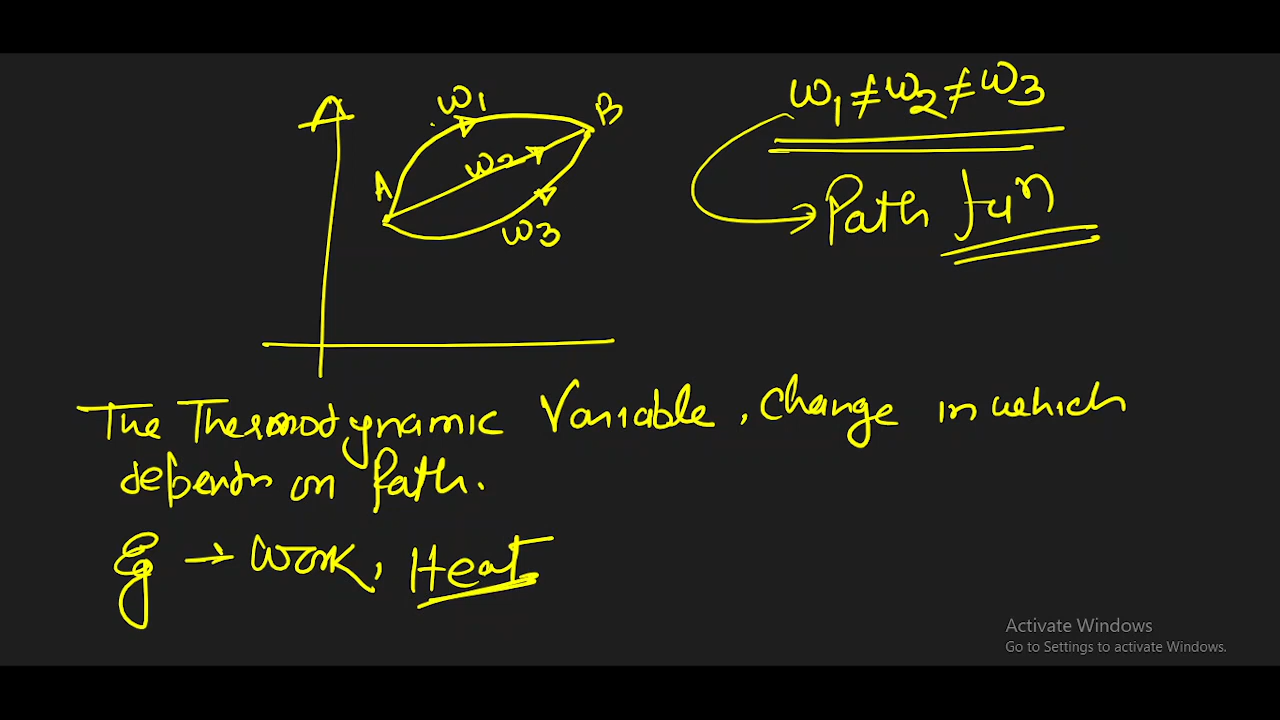 W1
B
W1 ≠ W2 ≠ W3
A
W2
W3
Path fuⁿ
The Thermodynamic Variable, change in which
depends on Path.
Eg → Work, Heat
Activate Windows
Go to Settings to activate Windows.